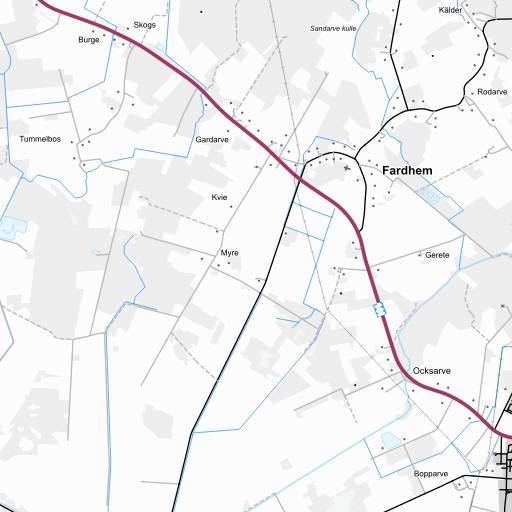 Kälder
Skogs
Sandarve kulle
Burge
Rodarve
Tummelbos
Gardarve
Fardhem
Kvie
Myre
Gerete
Ocksarve
Bopparve